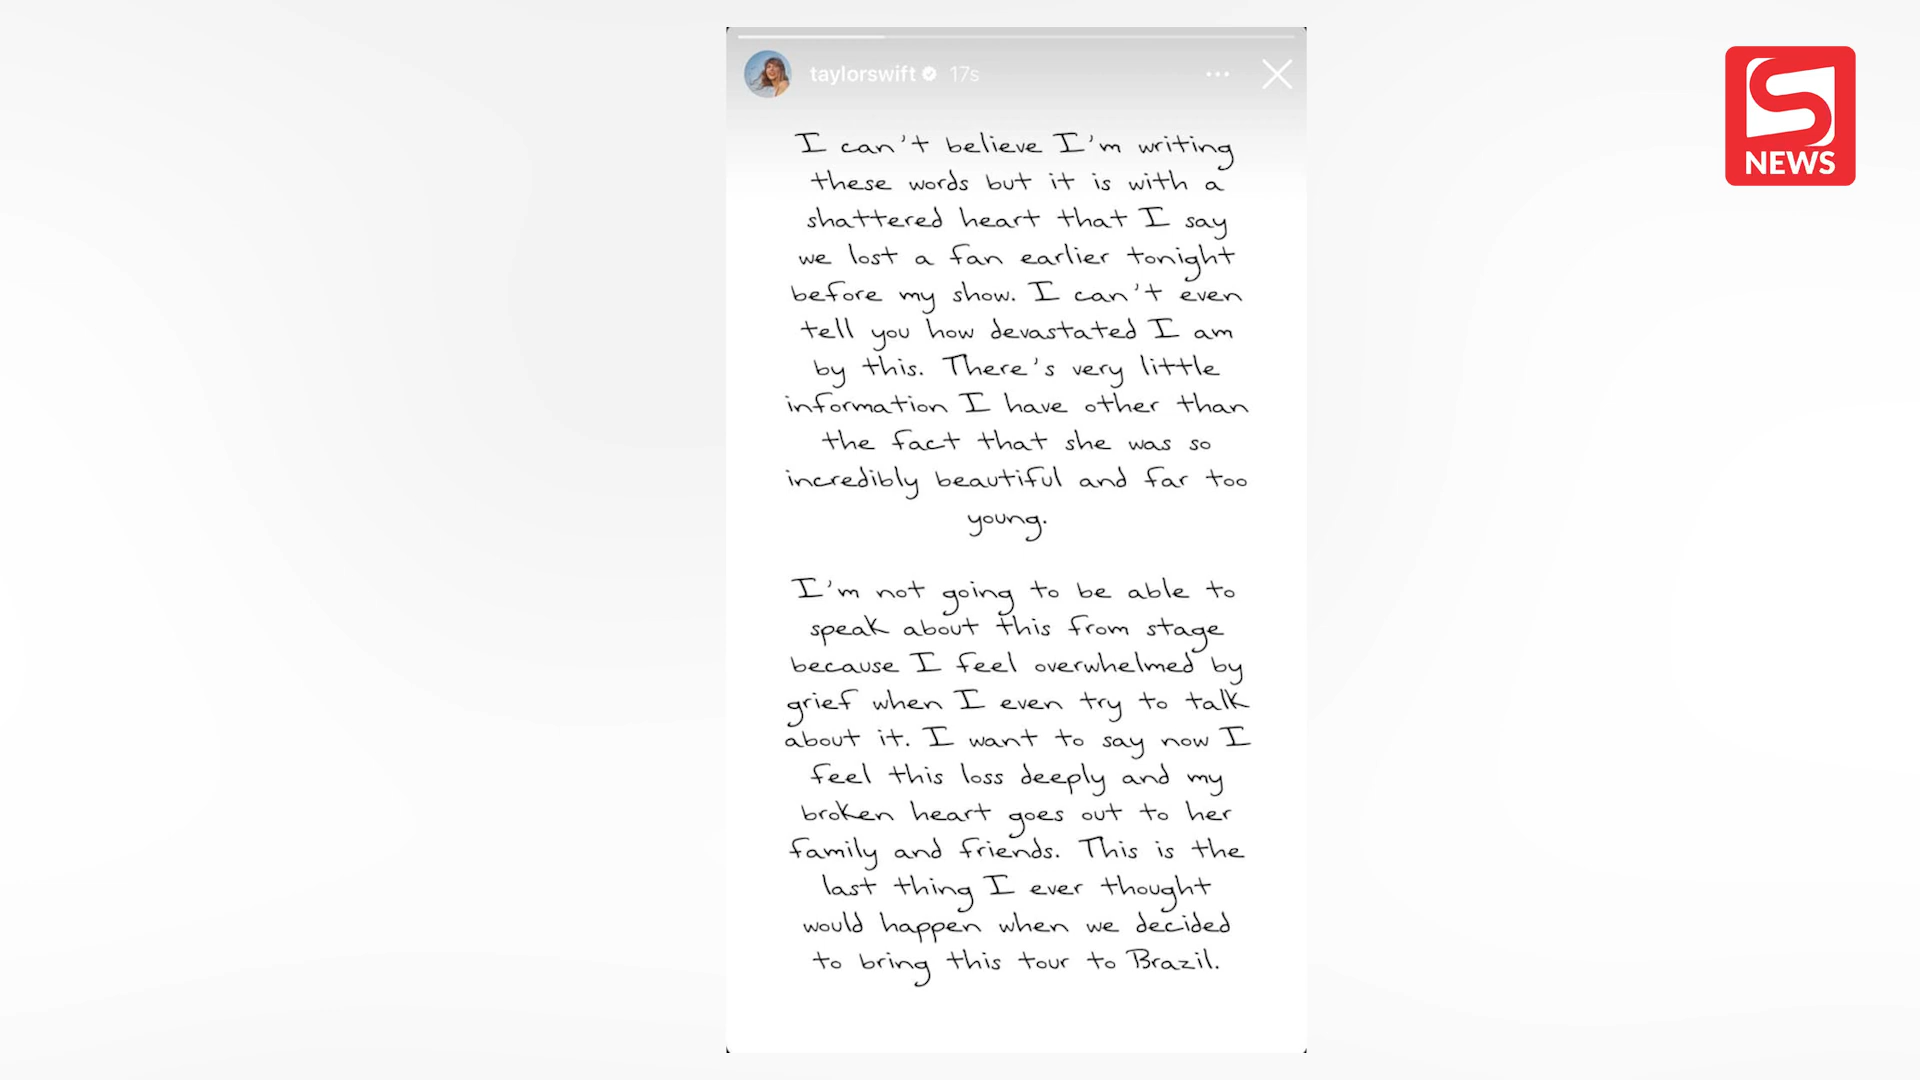 taylorswift 17s
I can't believe I'm writing
these words but it is with a
shattered heart that I say
we lost a fan earlier tonight
before my show. I can't even
tell you how devastated I am
by this. There's very little
information I have other than
the fact that she was so
incredibly beautiful and far too
young.
I'm not going to be able to
speak about this from stage
because I feel overwhelmed by
grief when I even try to talk
about it. I want to say now I
feel this loss deeply and my
broken heart goes out to her
family and friends. This is the
last thing I ever thought
would happen when we decided
to bring this tour to Brazil.
S
NEWS